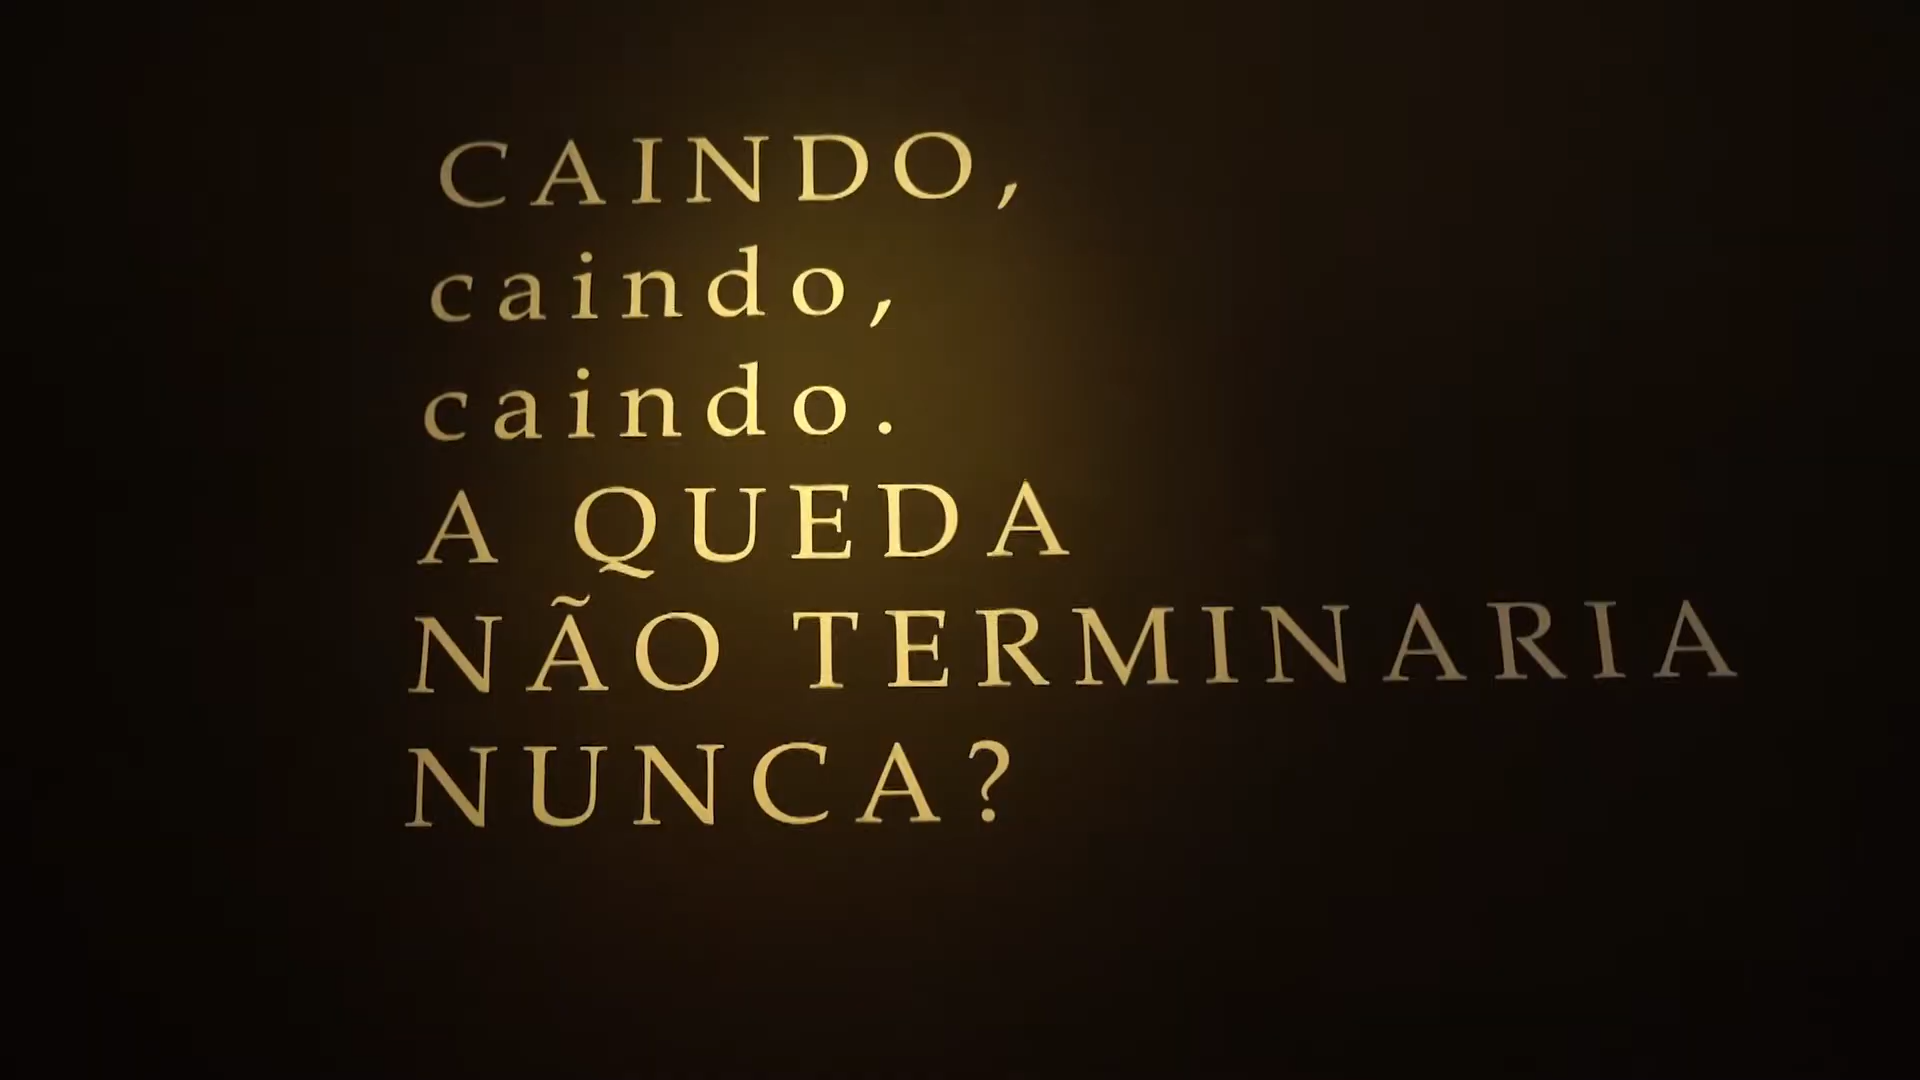 CAINDO,
caindo,
caindo.
A QUEDA
NÃO TERMINARIA
NUNCA?